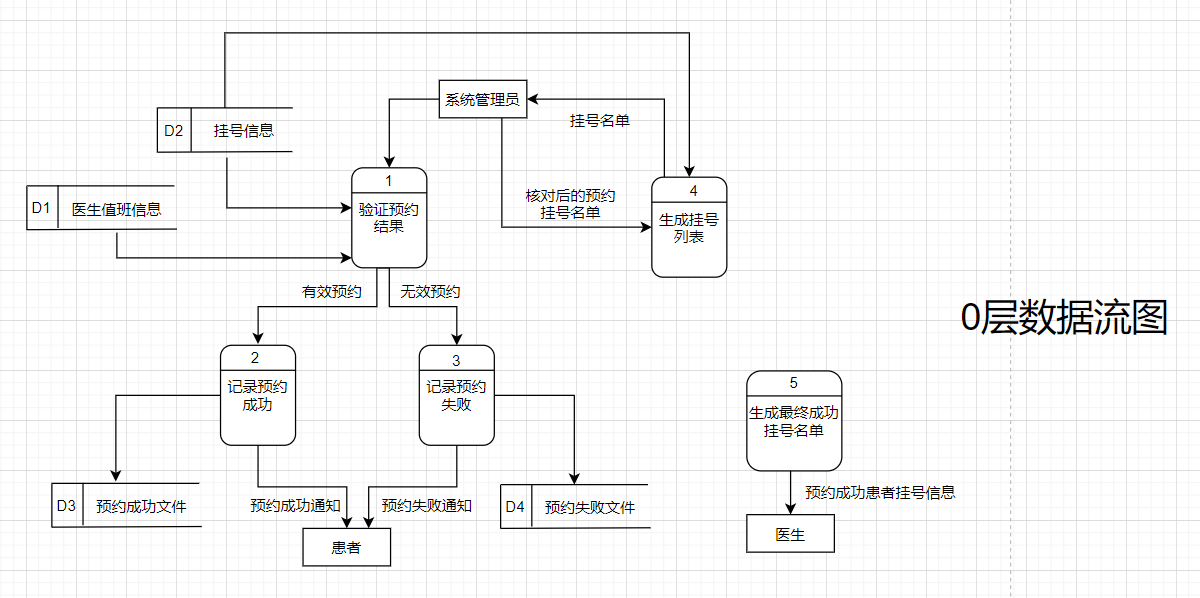 系统管理员
挂号名单
D2
挂号信息
1
验证预约
结果
4
生成挂号
列表
核对后的预约
挂号名单
D1
医生值班信息
有效预约
无效预约
0层数据流图
2
记录预约
成功
3
记录预约
失败
5
生成最终成功
挂号名单
D3
预约成功文件
预约成功通知
预约失败通知
D4
预约失败文件
预约成功患者挂号信息
患者
医生